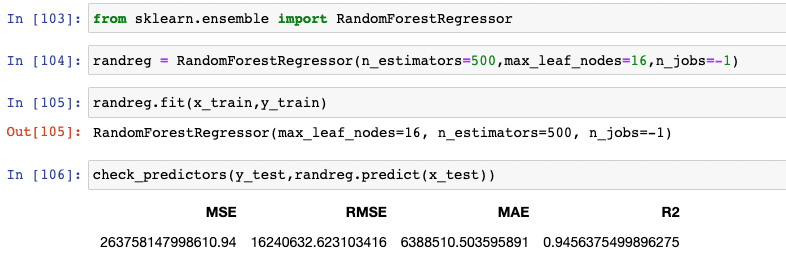 In [103]: from sklearn.ensemble import RandomForestRegressor
In [104]: randreg = RandomForestRegressor(n_estimators=500,max_leaf_nodes=16,n_jobs=-1)
In [105]: randreg.fit(x_train,y_train)
Out[105]: RandomForestRegressor(max_leaf_nodes=16, n_estimators=500, n_jobs=-1)
In [106]: check_predictors(y_test,randreg.predict(x_test))
MSE RMSE MAE R2
263758147998610.94 16240632.623103416 6388510.503595891 0.9456375499896275